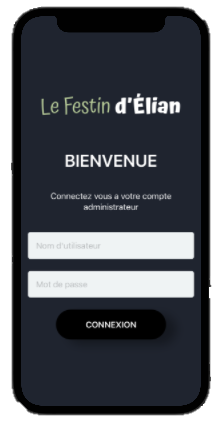 Le Festin d'Élian
BIENVENUE
Connectez vous a votre compte
administrateur
Nom d'utilisateur
Mot de passe
CONNEXION